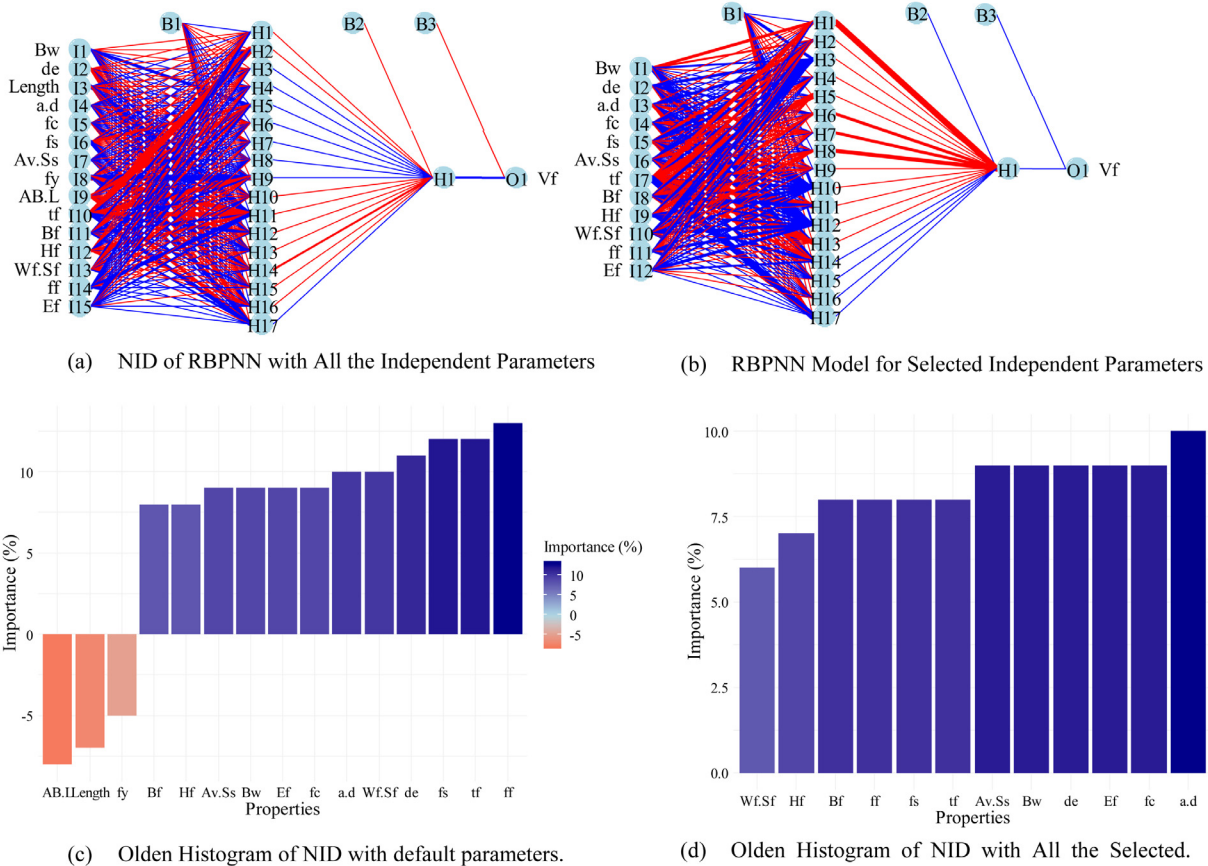 B1 B2 B3
H1
H2
H3
H4
H5
H6
H7
H8
H9
H10
H11
H12
H13
H14
H15
H16
H17
Bw I1
de I2
Length I3
a.d I4
fc I5
fs I6
Av.Ss I7
fy I8
AB.L I9
tf I10
Bf I11
Hf I12
Wf.Sf I13
ff I14
Ef I15
H1 O1 Vf
(a) NID of RBPNN with All the Independent Parameters
B1 B2 B3
H1
H2
H3
H4
H5
H6
H7
H8
H9
H10
H11
H12
H13
H14
H15
H16
H17
Bw I1
de I2
a.d I3
fc I4
fs I5
Av.Ss I6
tf I7
Bf I8
Hf I9
Wf.Sf I10
ff I11
Ef I12
H1 O1 Vf
(b) RBPNN Model for Selected Independent Parameters
Importance (%)
10
5
0
-5
AB.L Length fy Bf Hf Av.Ss Bw Ef fc a.d Wf.Sf de fs tf ff
Properties
Importance (%)
10
5
0
-5
(c) Olden Histogram of NID with default parameters.
Importance (%)
10.0
7.5
5.0
2.5
0.0
Wf.Sf Hf Bf ff fs tf Av.Ss Bw de Ef fc a.d
Properties
(d) Olden Histogram of NID with All the Selected.